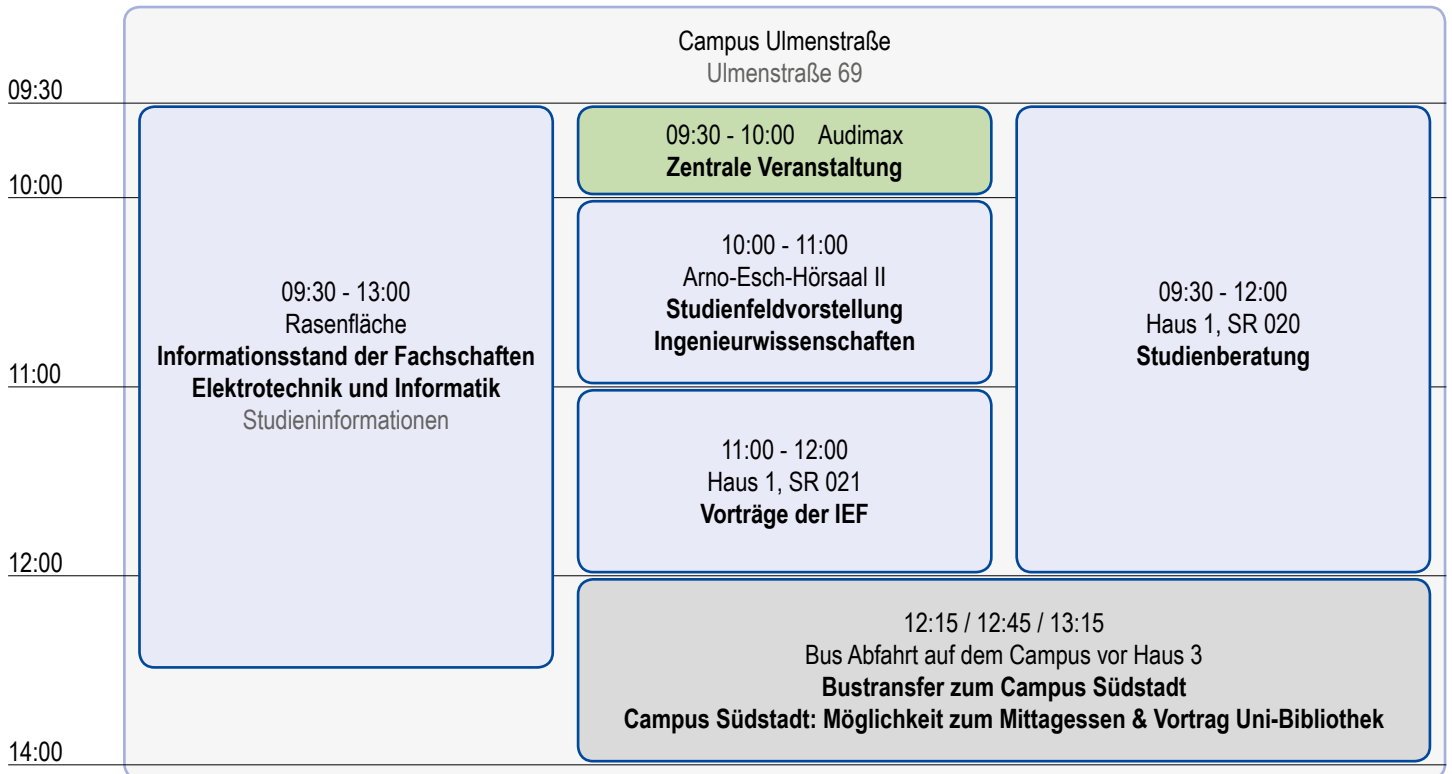 Campus Ulmenstraße
Ulmenstraße 69
09:30
10:00
11:00
12:00
14:00
09:30 - 13:00
Rasenfläche
Informationsstand der Fachschaften
Elektrotechnik und Informatik
Studieninformationen
09:30 - 10:00 Audimax
Zentrale Veranstaltung
10:00 - 11:00
Arno-Esch-Hörsaal II
Studienfeldvorstellung
Ingenieurwissenschaften
11:00 - 12:00
Haus 1, SR 021
Vorträge der IEF
09:30 - 12:00
Haus 1, SR 020
Studienberatung
12:15 / 12:45 / 13:15
Bus Abfahrt auf dem Campus vor Haus 3
Bustransfer zum Campus Südstadt
Campus Südstadt: Möglichkeit zum Mittagessen & Vortrag Uni-Bibliothek